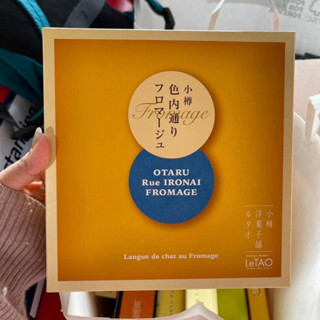 小樽
色内通り
フロマージュ
Fromage
OTARU
Rue IRONAI
FROMAGE
Langue de chat au Fromage
小樽
洋菓子舗
ルタオ
LeTAO